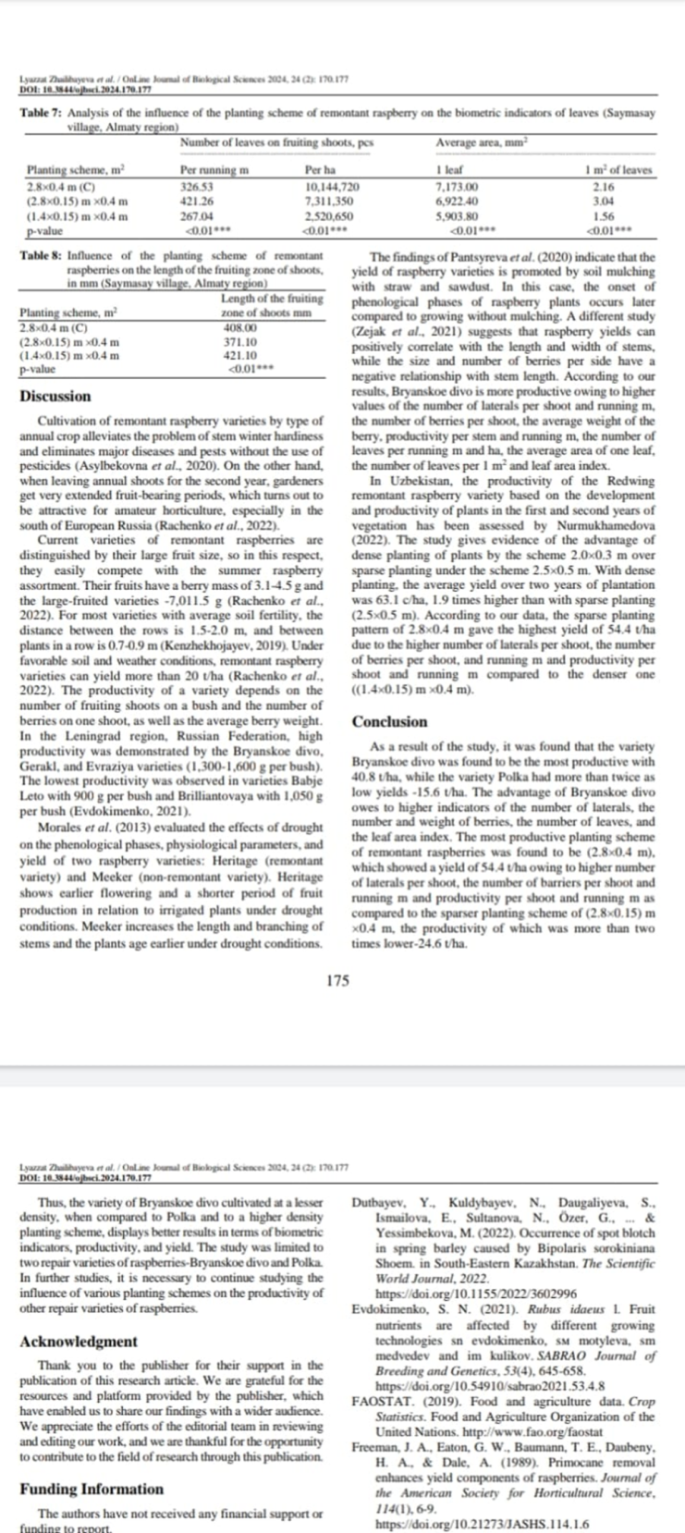 Lyazzat Zhalibayeva et al. / OnLine Journal of Biological Sciences 2024, 24 (2): 170.177
DOI: 10.3844/ojbsci.2024.170.177
Table 7: Analysis of the influence of the planting scheme of remontant raspberry on the biometric indicators of leaves (Saymasay
village, Almaty region)
Number of leaves on fruiting shoots, pcs Average area, mm²
Planting scheme, m² Per running m Per ha 1 leaf 1 m² of leaves
2.8×0.4 m (C) 326.53 10,144,720 7,173.00 2.16
(2.8×0.15) m ×0.4 m 421.26 7,311,350 6,922.40 3.04
(1.4×0.15) m ×0.4 m 267.04 2,520,650 5,903.80 1.56
p-value <0.01*** <0.01*** <0.01*** <0.01***
Table 8: Influence of the planting scheme of remontant
raspberries on the length of the fruiting zone of shoots,
in mm (Saymasay village, Almaty region)
Length of the fruiting
Planting scheme, m² zone of shoots mm
2.8×0.4 m (C) 408.00
(2.8×0.15) m ×0.4 m 371.10
(1.4×0.15) m ×0.4 m 421.10
p-value <0.01***
Discussion
Cultivation of remontant raspberry varieties by type of
annual crop alleviates the problem of stem winter hardiness
and eliminates major diseases and pests without the use of
pesticides (Asylbekovna et al., 2020). On the other hand,
when leaving annual shoots for the second year, gardeners
get very extended fruit-bearing periods, which turns out to
be attractive for amateur horticulture, especially in the
south of European Russia (Rachenko et al., 2022).
Current varieties of remontant raspberries are
distinguished by their large fruit size, so in this respect,
they easily compete with the summer raspberry
assortment. Their fruits have a berry mass of 3.1-4.5 g and
the large-fruited varieties -7,011.5 g (Rachenko et al.,
2022). For most varieties with average soil fertility, the
distance between the rows is 1.5-2.0 m, and between
plants in a row is 0.7-0.9 m (Kenzhekhojayev, 2019). Under
favorable soil and weather conditions, remontant raspberry
varieties can yield more than 20 t/ha (Rachenko et al.,
2022). The productivity of a variety depends on the
number of fruiting shoots on a bush and the number of
berries on one shoot, as well as the average berry weight.
In the Leningrad region, Russian Federation, high
productivity was demonstrated by the Bryanskoe divo,
Gerakl, and Evraziya varieties (1,300-1,600 g per bush).
The lowest productivity was observed in varieties Babje
Leto with 900 g per bush and Brilliantovaya with 1,050 g
per bush (Evdokimenko, 2021).
Morales et al. (2013) evaluated the effects of drought
on the phenological phases, physiological parameters, and
yield of two raspberry varieties: Heritage (remontant
variety) and Meeker (non-remontant variety). Heritage
shows earlier flowering and a shorter period of fruit
production in relation to irrigated plants under drought
conditions. Meeker increases the length and branching of
stems and the plants age earlier under drought conditions.
The findings of Pantsyreva et al. (2020) indicate that the
yield of raspberry varieties is promoted by soil mulching
with straw and sawdust. In this case, the onset of
phenological phases of raspberry plants occurs later
compared to growing without mulching. A different study
(Zejak et al., 2021) suggests that raspberry yields can
positively correlate with the length and width of stems,
while the size and number of berries per side have a
negative relationship with stem length. According to our
results, Bryanskoe divo is more productive owing to higher
values of the number of laterals per shoot and running m,
the number of berries per shoot, the average weight of the
berry, productivity per stem and running m, the number of
leaves per running m and ha, the average area of one leaf,
the number of leaves per 1 m² and leaf area index.
In Uzbekistan, the productivity of the Redwing
remontant raspberry variety based on the development
and productivity of plants in the first and second years of
vegetation has been assessed by Nurmukhamedova
(2022). The study gives evidence of the advantage of
dense planting of plants by the scheme 2.0×0.3 m over
sparse planting under the scheme 2.5×0.5 m. With dense
planting, the average yield over two years of plantation
was 63.1 c/ha, 1.9 times higher than with sparse planting
(2.5×0.5 m). According to our data, the sparse planting
pattern of 2.8×0.4 m gave the highest yield of 54.4 t/ha
due to the higher number of laterals per shoot, the number
of berries per shoot, and running m and productivity per
shoot and running m compared to the denser one
((1.4×0.15) m ×0.4 m).
Conclusion
As a result of the study, it was found that the variety
Bryanskoe divo was found to be the most productive with
40.8 t/ha, while the variety Polka had more than twice as
low yields -15.6 t/ha. The advantage of Bryanskoe divo
owes to higher indicators of the number of laterals, the
number and weight of berries, the number of leaves, and
the leaf area index. The most productive planting scheme
of remontant raspberries was found to be (2.8×0.4 m),
which showed a yield of 54.4 t/ha owing to higher number
of laterals per shoot, the number of barriers per shoot and
running m and productivity per shoot and running m as
compared to the sparser planting scheme of (2.8×0.15) m
×0.4 m, the productivity of which was more than two
times lower-24.6 t/ha.
175
Lyazzat Zhalibayeva et al. / OnLine Journal of Biological Sciences 2024, 24 (2): 170.177
DOI: 10.3844/ojbsci.2024.170.177
Thus, the variety of Bryanskoe divo cultivated at a lesser
density, when compared to Polka and to a higher density
planting scheme, displays better results in terms of biometric
indicators, productivity, and yield. The study was limited to
two repair varieties of raspberries-Bryanskoe divo and Polka.
In further studies, it is necessary to continue studying the
influence of various planting schemes on the productivity of
other repair varieties of raspberries.
Acknowledgment
Thank you to the publisher for their support in the
publication of this research article. We are grateful for the
resources and platform provided by the publisher, which
have enabled us to share our findings with a wider audience.
We appreciate the efforts of the editorial team in reviewing
and editing our work, and we are thankful for the opportunity
to contribute to the field of research through this publication.
Funding Information
The authors have not received any financial support or
funding to report.
Dutbayev, Y., Kuldybayev, N., Daugaliyeva, S.,
Ismailova, E., Sultanova, N., Özer, G., ... &
Yessimbekova, M. (2022). Occurrence of spot blotch
in spring barley caused by Bipolaris sorokiniana
Shoem. in South-Eastern Kazakhstan. The Scientific
World Journal, 2022.
https://doi.org/10.1155/2022/3602996
Evdokimenko, S. N. (2021). Rubus idaeus l. Fruit
nutrients are affected by different growing
technologies sn evdokimenko, sm motyleva, sm
medvedev and im kulikov. SABRAO Journal of
Breeding and Genetics, 53(4), 645-658.
https://doi.org/10.54910/sabrao2021.53.4.8
FAOSTAT. (2019). Food and agriculture data. Crop
Statistics. Food and Agriculture Organization of the
United Nations. http://www.fao.org/faostat
Freeman, J. A., Eaton, G. W., Baumann, T. E., Daubeny,
H. A., & Dale, A. (1989). Primocane removal
enhances yield components of raspberries. Journal of
the American Society for Horticultural Science,
114(1), 6-9.
https://doi.org/10.21273/JASHS.114.1.6